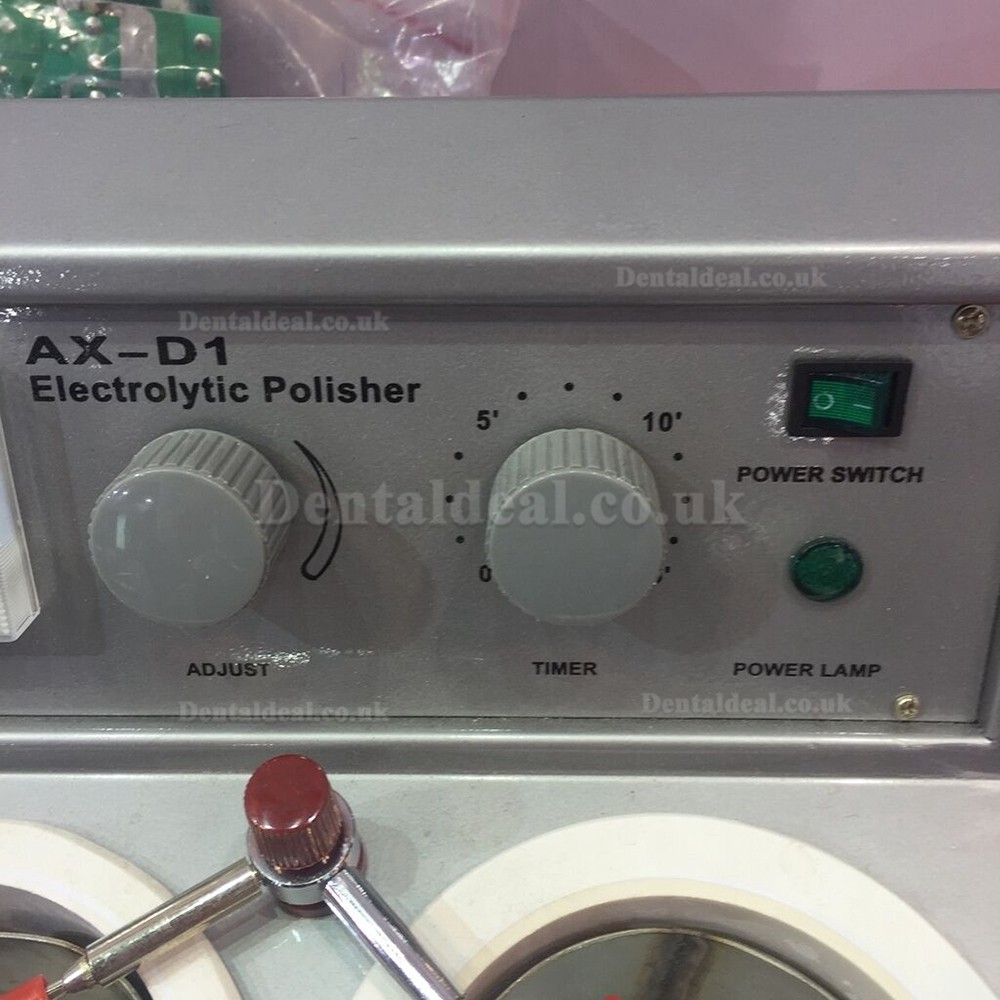 Dentaldeal.co.uk
Dentaldeal.co.uk
AX-D1
Electrolytic Polisher
5'
10'
POWER SWITCH
Dentaldeal.co.uk
0
ADJUST
TIMER
POWER LAMP
Dentaldeal.co.uk
Dentaldeal.co.uk